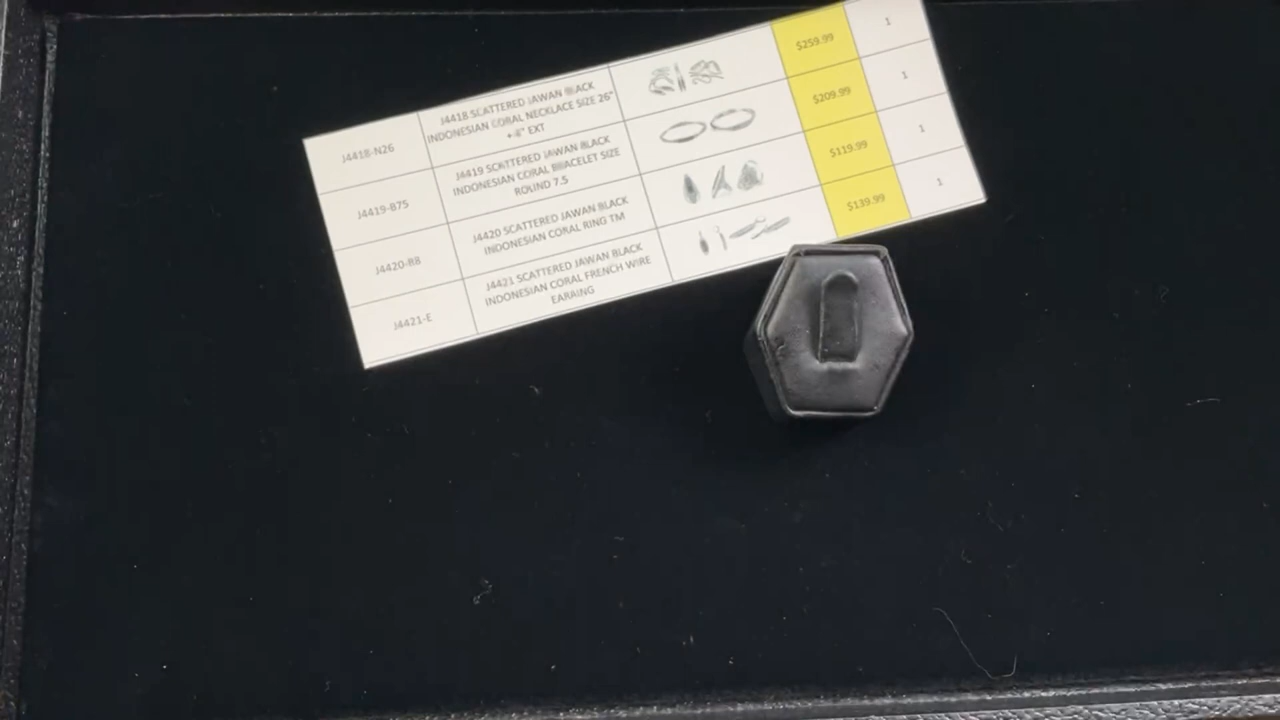 J4418-N26
J4418 SCATTERED JAWAN BLACK
INDONESIAN CORAL NECKLACE SIZE 26"
EXT
$259.99
1
J4419-B75
J4419 SCATTERED JAWAN BLACK
INDONESIAN CORAL BRACELET SIZE
ROUND 7.5
$209.99
1
J4420-R8
J4420 SCATTERED JAWAN BLACK
INDONESIAN CORAL RING TM
$119.99
1
J4421-E
J4421 SCATTERED JAWAN BLACK
INDONESIAN CORAL FRENCH WIRE
EARAING
$139.99
1